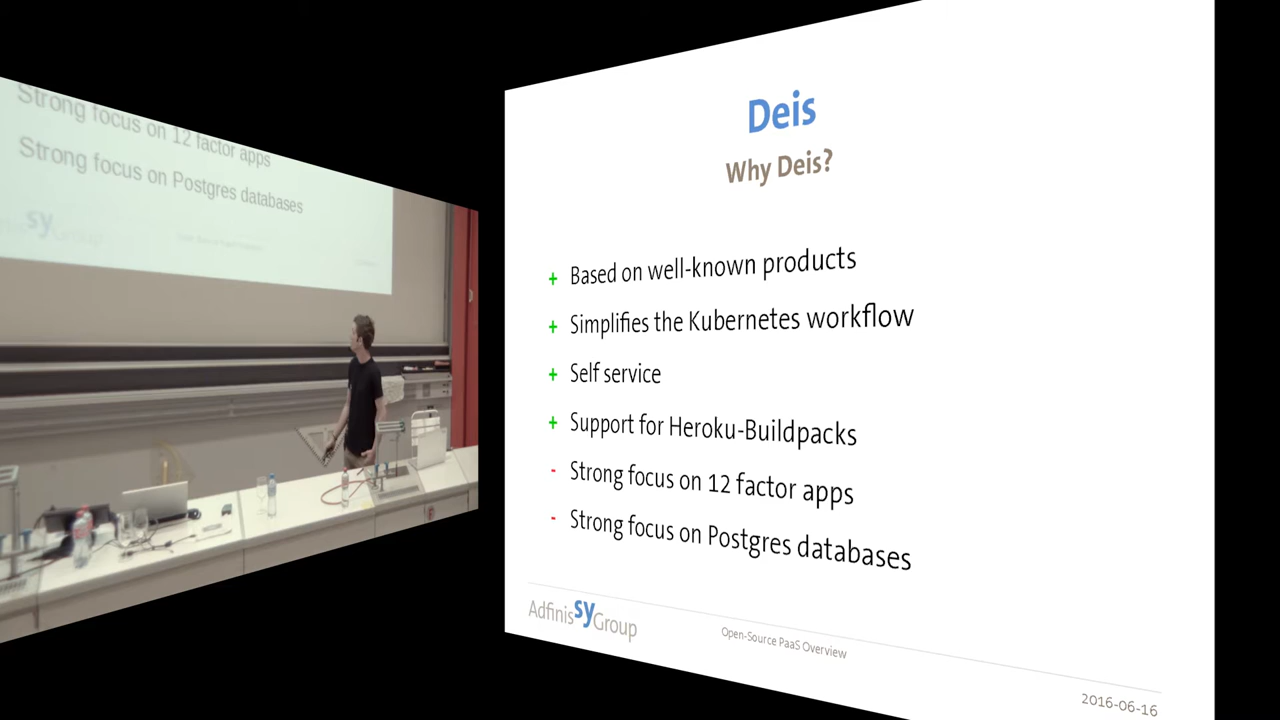 Strong focus on 12 factor apps
Strong focus on Postgres databases
sy Group
Deis
Why Deis?
+ Based on well-known products
+ Simplifies the Kubernetes workflow
+ Self service
+ Support for Heroku-Buildpacks
- Strong focus on 12 factor apps
- Strong focus on Postgres databases
Adfinis sy Group
Open-Source PaaS Overview
2016-06-16